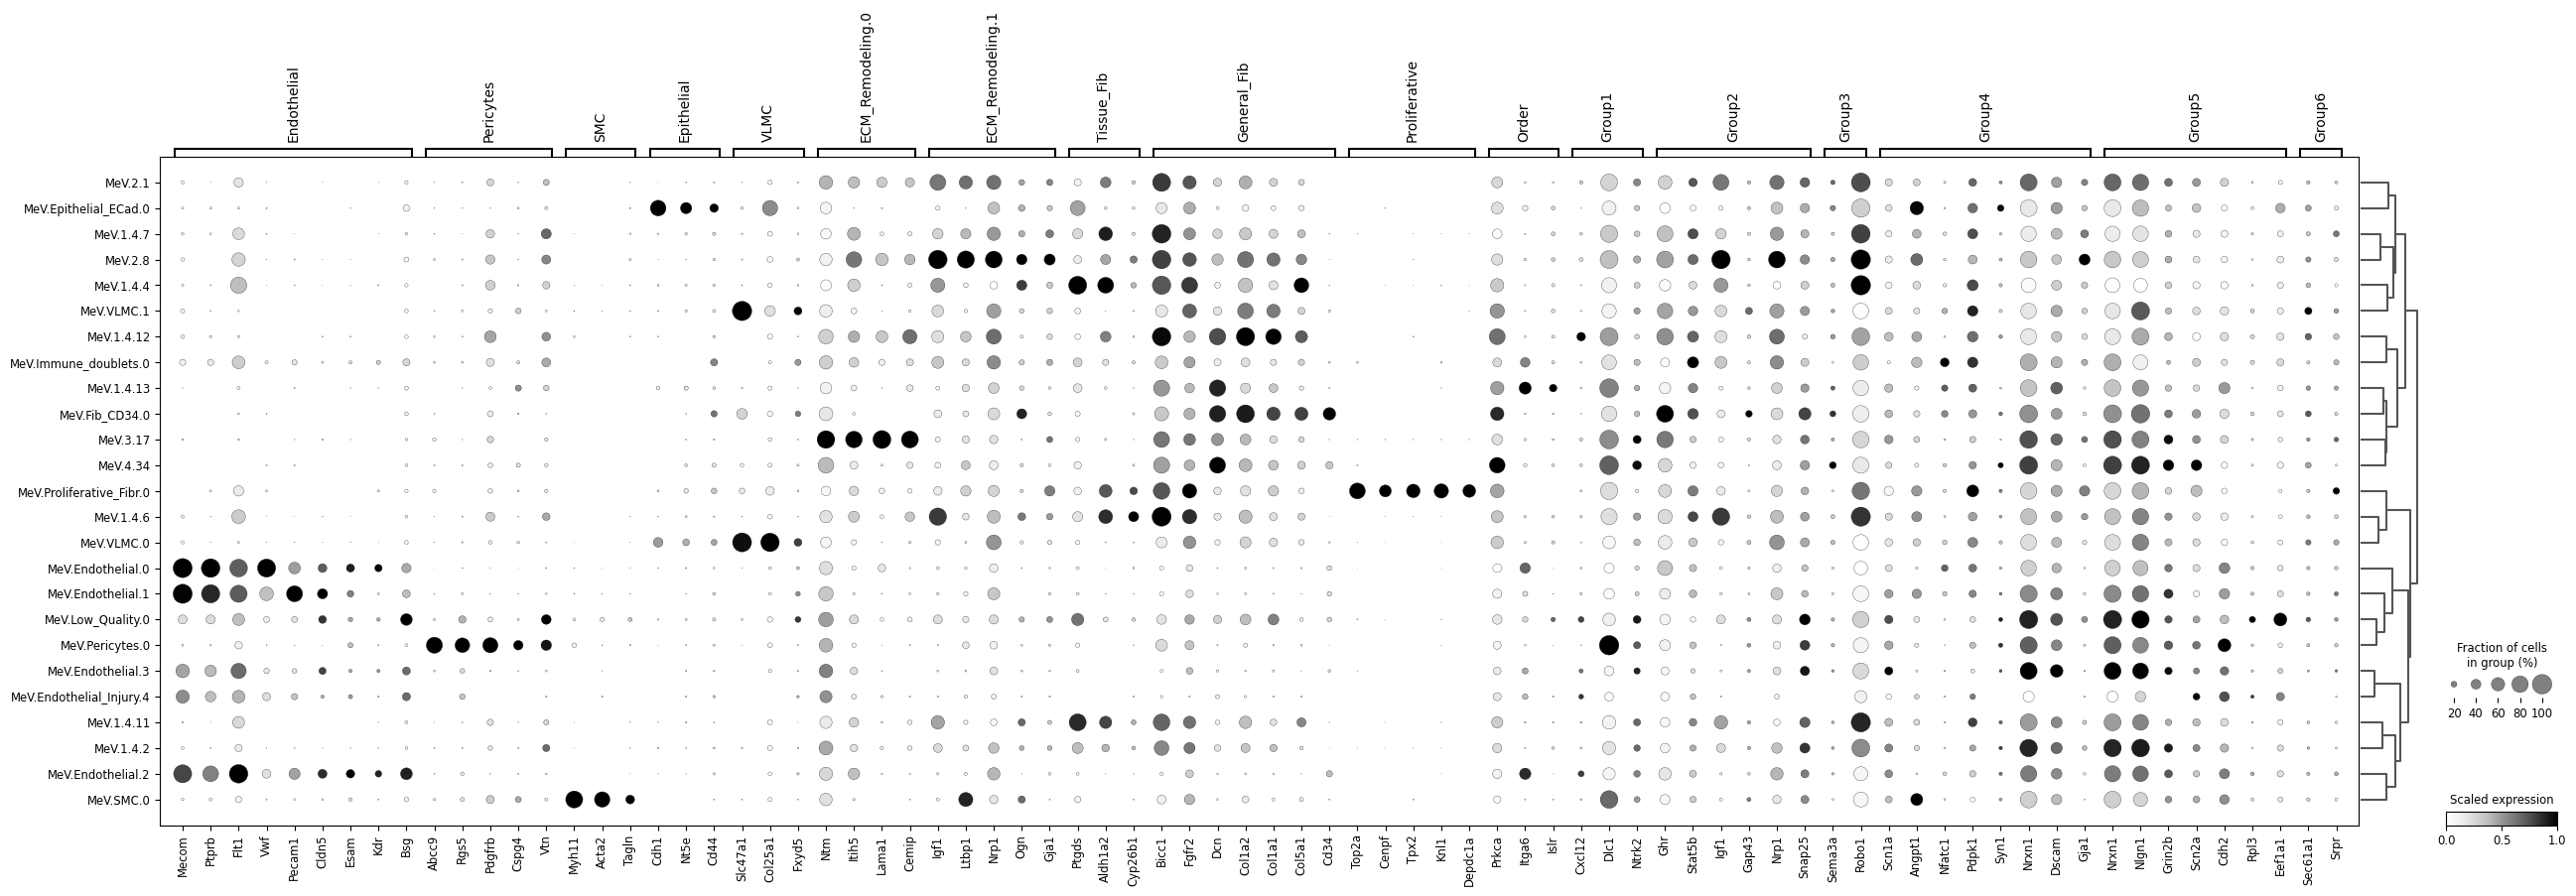 Endothelial
Pericytes
SMC
Epithelial
VLMC
ECM_Remodeling.0
ECM_Remodeling.1
Tissue_Fib
General_Fib
Proliferative
Order
Group1
Group2
Group3
Group4
Group5
Group6
MeV.2.1
MeV.Epithelial_ECad.0
MeV.1.4.7
MeV.2.8
MeV.1.4.4
MeV.VLMC.1
MeV.1.4.12
MeV.Immune_doublets.0
MeV.1.4.13
MeV.Fib_CD34.0
MeV.3.17
MeV.4.34
MeV.Proliferative_Fibr.0
MeV.1.4.6
MeV.VLMC.0
MeV.Endothelial.0
MeV.Endothelial.1
MeV.Low_Quality.0
MeV.Pericytes.0
MeV.Endothelial.3
MeV.Endothelial_Injury.4
MeV.1.4.11
MeV.1.4.2
MeV.Endothelial.2
MeV.SMC.0
Mecom
Ptprb
Flt1
Vwf
Pecam1
Cldn5
Esam
Kdr
Bsg
Abcc9
Rgs5
Pdgfrb
Cspg4
Vtn
Myh11
Acta2
Tagln
Cdh1
Nt5e
Cd44
Slc47a1
Col25a1
Fxyd5
Ntm
Itih5
Lama1
Cemip
Igf1
Ltbp1
Nrp1
Ogn
Gja1
Ptgds
Aldh1a2
Cyp26b1
Bicc1
Fgfr2
Dcn
Col1a2
Col1a1
Col5a1
Cd34
Top2a
Cenpf
Tpx2
Knl1
Depdc1a
Prkca
Itga6
Islr
Cxcl12
Dlc1
Ntrk2
Ghr
Stat5b
Igf1
Gap43
Nrp1
Snap25
Sema3a
Robo1
Scn1a
Angpt1
Nfatc1
Pdpk1
Syn1
Nrxn1
Dscam
Gja1
Nrxn1
Nlgn1
Grin2b
Scn2a
Cdh2
Rpl3
Eef1a1
Sec61a1
Srpr
Fraction of cells
in group (%)
20 40 60 80 100
Scaled expression
0.0 0.5 1.0